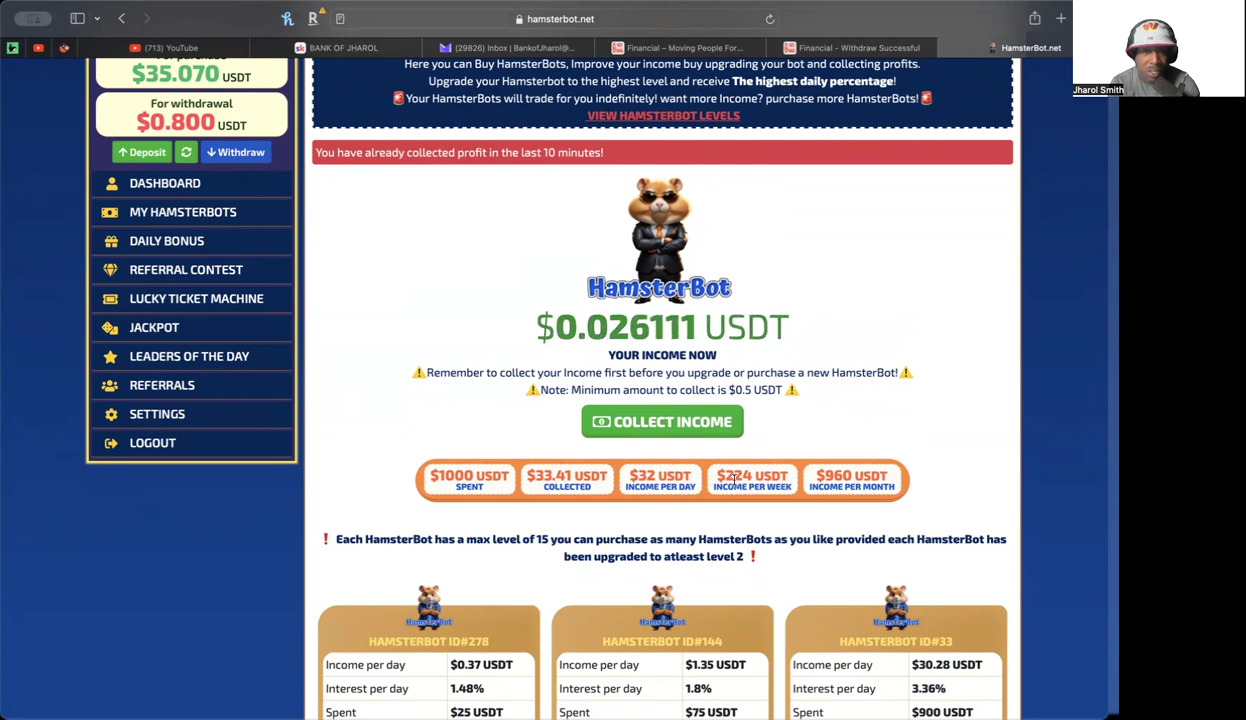 hamsterbot.net
(713) YouTube
BANK OF JHAROL
(29826) Inbox | BankofJharol@...
Financial – Moving People For...
Financial - Withdraw Successful
HamsterBot.net
Jharol Smith
For purchase
$35.070 USDT
For withdrawal
$0.800 USDT
Deposit
Withdraw
DASHBOARD
MY HAMSTERBOTS
DAILY BONUS
REFERRAL CONTEST
LUCKY TICKET MACHINE
JACKPOT
LEADERS OF THE DAY
REFERRALS
SETTINGS
LOGOUT
Here you can Buy HamsterBots, Improve your income buy upgrading your bot and collecting profits.
Upgrade your Hamster​bot to the highest level and receive The highest daily percentage!
🚨Your HamsterBots will trade for you indefinitely! want more Income? purchase more HamsterBots!🚨
VIEW HAMSTERBOT LEVELS
You have already collected profit in the last 10 minutes!
HamsterBot
$0.026111 USDT
YOUR INCOME NOW
⚠️Remember to collect your Income first before you upgrade or purchase a new HamsterBot!⚠️
⚠️Note: Minimum amount to collect is $0.5 USDT ⚠️
COLLECT INCOME
$1000 USDT
SPENT
$33.41 USDT
COLLECTED
$32 USDT
INCOME PER DAY
$224 USDT
INCOME PER WEEK
$960 USDT
INCOME PER MONTH
❗ Each HamsterBot has a max level of 15 you can purchase as many HamsterBots as you like provided each HamsterBot has
been upgraded to atleast level 2 ❗
HamsterBot
HAMSTERBOT ID#278
Income per day $0.37 USDT
Interest per day 1.48%
Spent $25 USDT
HamsterBot
HAMSTERBOT ID#144
Income per day $1.35 USDT
Interest per day 1.8%
Spent $75 USDT
HamsterBot
HAMSTERBOT ID#33
Income per day $30.28 USDT
Interest per day 3.36%
Spent $900 USDT